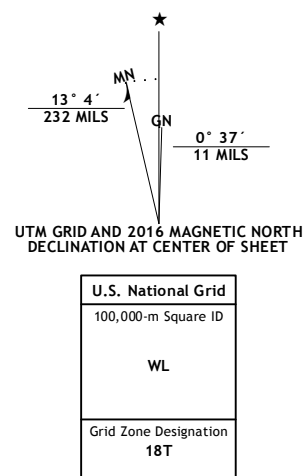 ★
MN
GN
13° 4´
232 MILS
0° 37´
11 MILS
UTM GRID AND 2016 MAGNETIC NORTH
DECLINATION AT CENTER OF SHEET
U.S. National Grid
100,000-m Square ID
WL
Grid Zone Designation
18T